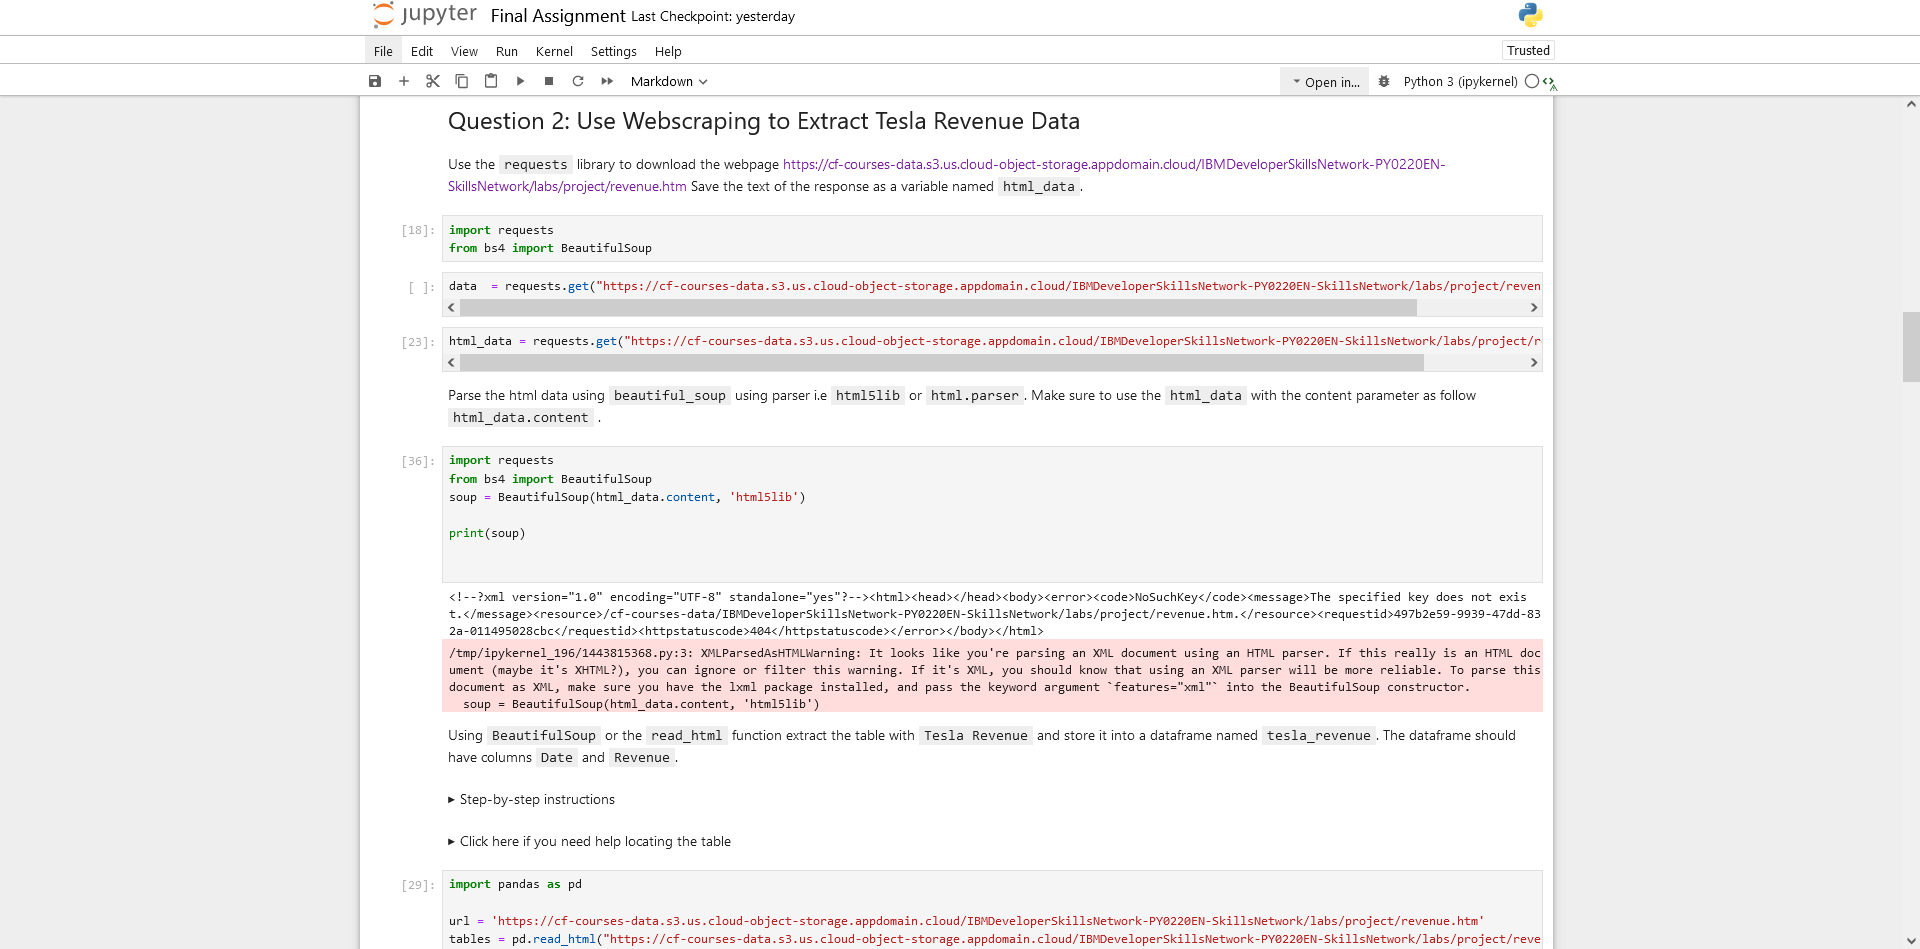 jupyter Final Assignment Last Checkpoint: yesterday
File Edit View Run Kernel Settings Help Trusted
Markdown Open in... Python 3 (ipykernel)
Question 2: Use Webscraping to Extract Tesla Revenue Data
Use the requests library to download the webpage https://cf-courses-data.s3.us.cloud-object-storage.appdomain.cloud/IBMDeveloperSkillsNetwork-PY0220EN-
SkillsNetwork/labs/project/revenue.htm Save the text of the response as a variable named html_data.
[18]: import requests
from bs4 import BeautifulSoup
[ ]: data  = requests.get("https://cf-courses-data.s3.us.cloud-object-storage.appdomain.cloud/IBMDeveloperSkillsNetwork-PY0220EN-SkillsNetwork/labs/project/reven
[23]: html_data = requests.get("https://cf-courses-data.s3.us.cloud-object-storage.appdomain.cloud/IBMDeveloperSkillsNetwork-PY0220EN-SkillsNetwork/labs/project/r
Parse the html data using beautiful_soup using parser i.e html5lib or html.parser. Make sure to use the html_data with the content parameter as follow
html_data.content .
[36]: import requests
from bs4 import BeautifulSoup
soup = BeautifulSoup(html_data.content, 'html5lib')
print(soup)
<!--?xml version="1.0" encoding="UTF-8" standalone="yes"?--><html><head></head><body><error><code>NoSuchKey</code><message>The specified key does not exis
t.</message><resource>/cf-courses-data/IBMDeveloperSkillsNetwork-PY0220EN-SkillsNetwork/labs/project/revenue.htm.</resource><requestid>497b2e59-9939-47dd-83
2a-011495028cbc</requestid><httpstatuscode>404</httpstatuscode></error></body></html>
/tmp/ipykernel_196/1443815368.py:3: XMLParsedAsHTMLWarning: It looks like you're parsing an XML document using an HTML parser. If this really is an HTML doc
ument (maybe it's XHTML?), you can ignore or filter this warning. If it's XML, you should know that using an XML parser will be more reliable. To parse this
document as XML, make sure you have the lxml package installed, and pass the keyword argument `features="xml"` into the BeautifulSoup constructor.
soup = BeautifulSoup(html_data.content, 'html5lib')
Using BeautifulSoup or the read_html function extract the table with Tesla Revenue and store it into a dataframe named tesla_revenue. The dataframe should
have columns Date and Revenue.
Step-by-step instructions
Click here if you need help locating the table
[29]: import pandas as pd
url = 'https://cf-courses-data.s3.us.cloud-object-storage.appdomain.cloud/IBMDeveloperSkillsNetwork-PY0220EN-SkillsNetwork/labs/project/revenue.htm'
tables = pd.read_html("https://cf-courses-data.s3.us.cloud-object-storage.appdomain.cloud/IBMDeveloperSkillsNetwork-PY0220EN-SkillsNetwork/labs/project/reve